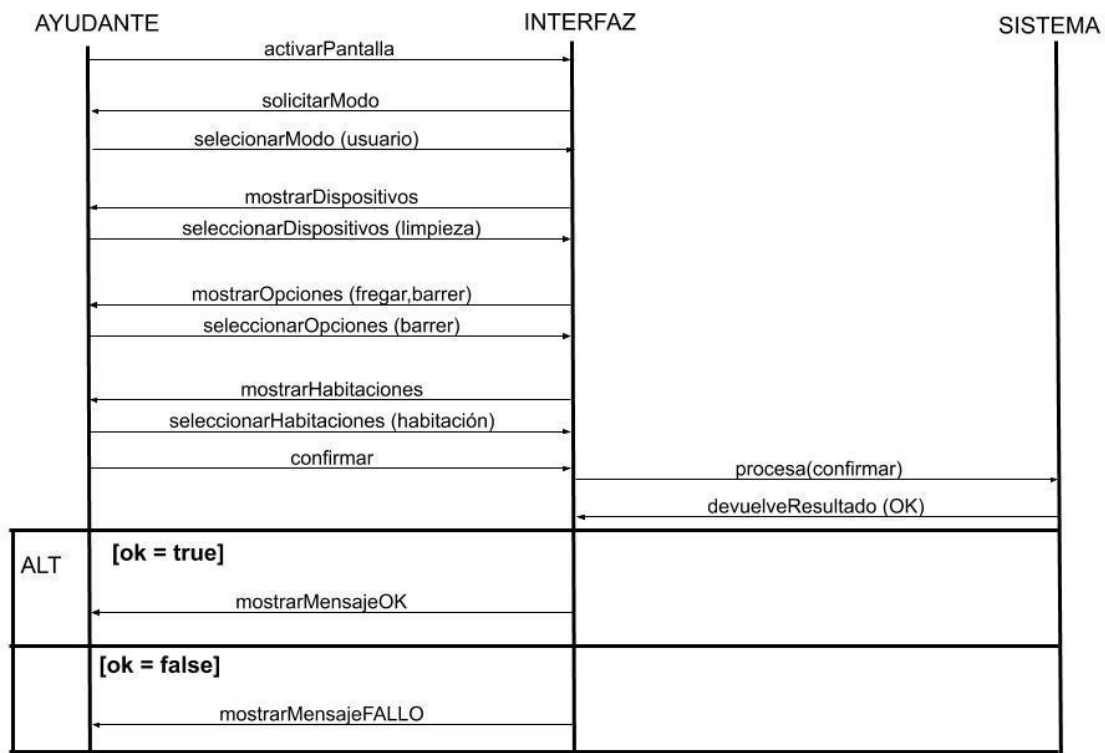 AYUDANTE
INTERFAZ
SISTEMA
activarPantalla
solicitarModo
selecionarModo (usuario)
mostrarDispositivos
seleccionarDispositivos (limpieza)
mostrarOpciones (fregar,barrer)
seleccionarOpciones (barrer)
mostrarHabitaciones
seleccionarHabitaciones (habitación)
confirmar
procesa(confirmar)
devuelveResultado (OK)
ALT
[ok = true]
mostrarMensajeOK
[ok = false]
mostrarMensajeFALLO